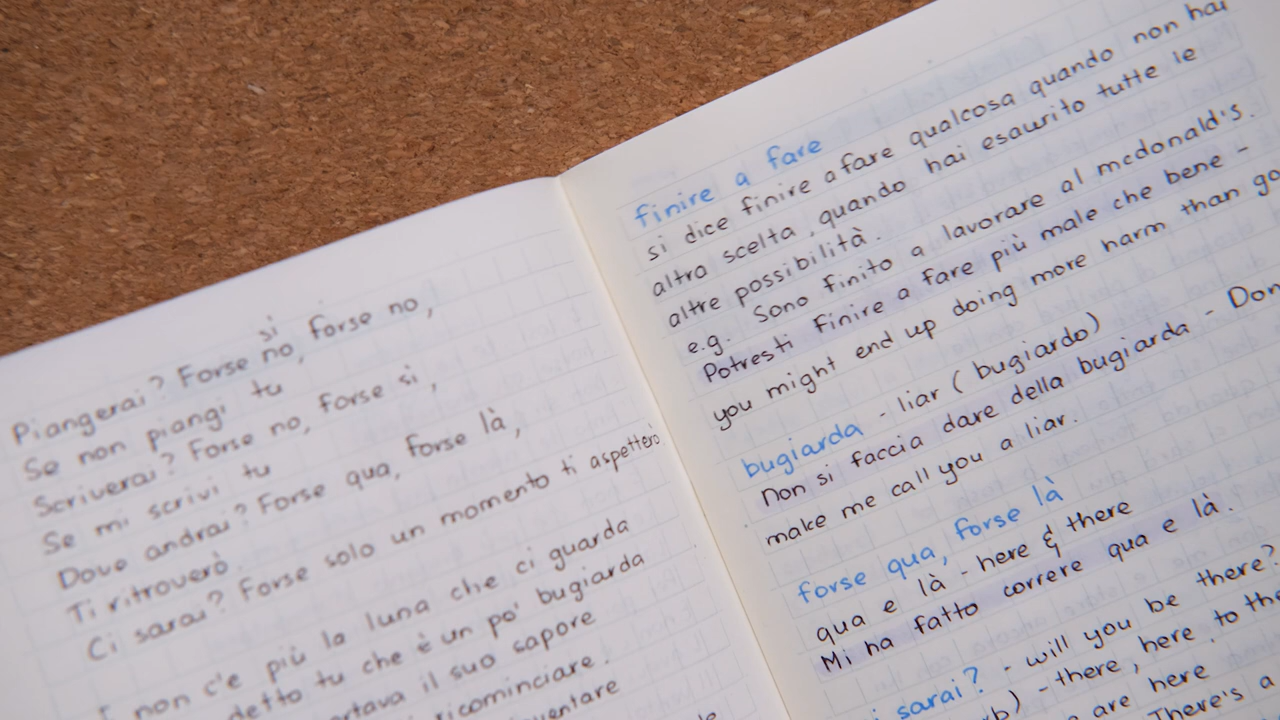 si
Piangerai? Forse no, forse no,
Se non piangi tu
Scriverai? Forse no, forse si,
Se mi scrivi tu
Dove andrai? Forse qua, forse là,
Ti ritroverò
Ci sarai? Forse solo un momento ti aspetterò
non c'e più la luna che ci guarda
detto tu che è un po' bugiarda
il suo sapore
finire a fare
si dice finire a fare qualcosa quando non hai
altra scelta, quando hai esaurito tutte le
altre possibilità.
e.g. Sono finito a lavorare al mcdonald's.
Potresti finire a fare più male che bene -
you might end up doing more harm than
bugiarda - liar (bugiardo)
Non si faccia dare della bugiarda - Don
make me call you a liar.
forse qua, forse là
qua e là - here & there
Mi ha fatto correre qua e là.
sarai? - will you be there?
- there, here, to
are here
There's a